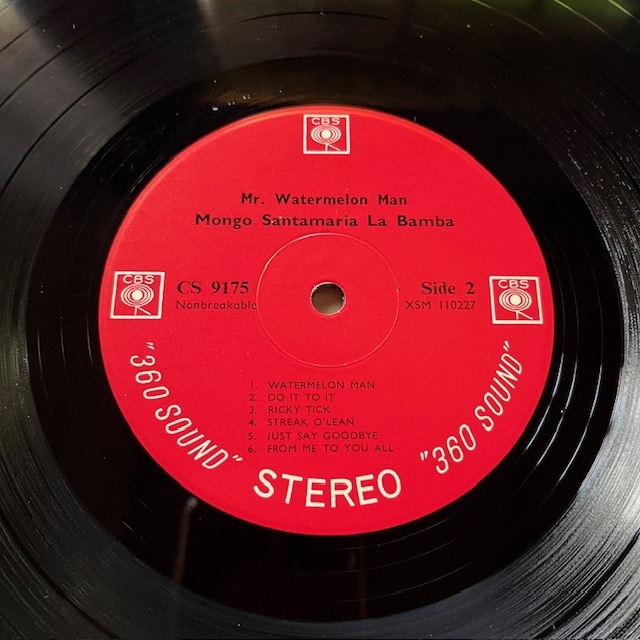 CBS
Mr. Watermelon Man
Mongo Santamaria La Bamba
CBS
CS 9175
Nonbreakable
Side 2
XSM 110227
CBS
1. WATERMELON MAN
2. DO IT TO IT
3. RICKY TICK
4. STREAK O'LEAN
5. JUST SAY GOODBYE
6. FROM ME TO YOU ALL
"360 SOUND"
STEREO
"360 SOUND"